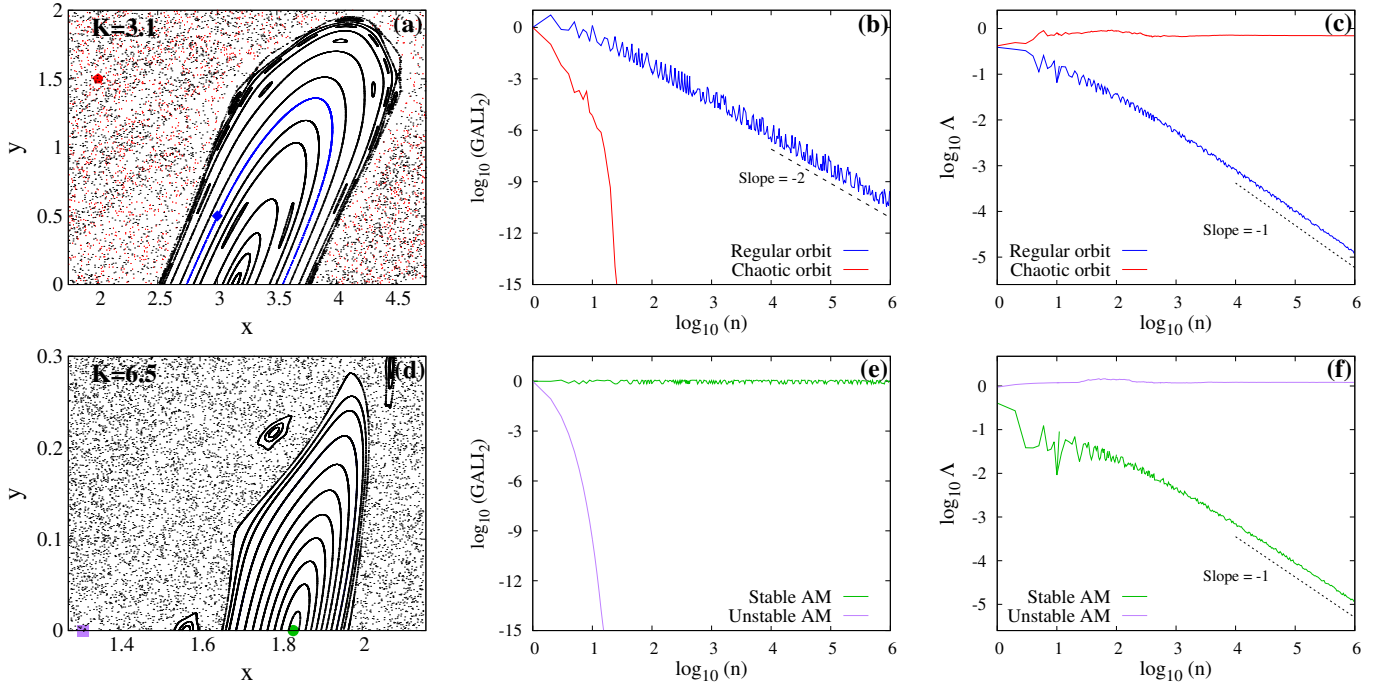 K=3.1
(a)
y
2
1.5
1
0.5
0
2
2.5
3
3.5
4
4.5
x
(b)
log₁₀ (GALI₂)
0
-3
-6
-9
-12
-15
Slope = -2
Regular orbit
Chaotic orbit
0
1
2
3
4
5
6
log₁₀ (n)
(c)
log₁₀ Λ
0
-1
-2
-3
-4
-5
Slope = -1
Regular orbit
Chaotic orbit
0
1
2
3
4
5
6
log₁₀ (n)
K=6.5
(d)
y
0.3
0.2
0.1
0
1.4
1.6
1.8
2
x
(e)
log₁₀ (GALI₂)
0
-3
-6
-9
-12
-15
Stable AM
Unstable AM
0
1
2
3
4
5
6
log₁₀ (n)
(f)
log₁₀ Λ
0
-1
-2
-3
-4
-5
Slope = -1
Stable AM
Unstable AM
0
1
2
3
4
5
6
log₁₀ (n)